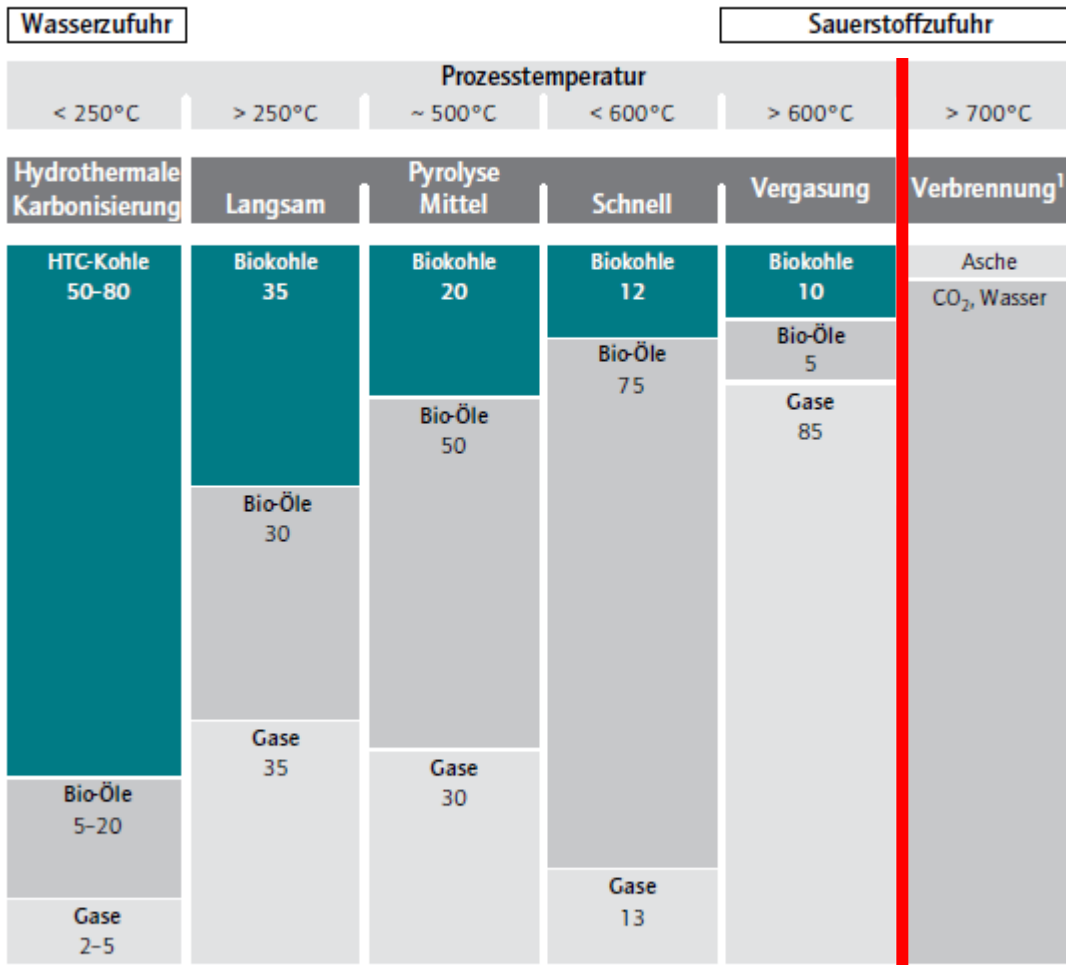 Wasserzufuhr
Sauerstoffzufuhr
Prozesstemperatur
< 250°C > 250°C ~ 500°C < 600°C > 600°C > 700°C
Hydrothermale Karbonisierung
Pyrolyse
Langsam Mittel Schnell
Vergasung
Verbrennung¹
HTC-Kohle
50–80
Bio-Öle
5–20
Gase
2–5
Biokohle
35
Bio-Öle
30
Gase
35
Biokohle
20
Bio-Öle
50
Gase
30
Biokohle
12
Bio-Öle
75
Gase
13
Biokohle
10
Bio-Öle
5
Gase
85
Asche
CO₂, Wasser